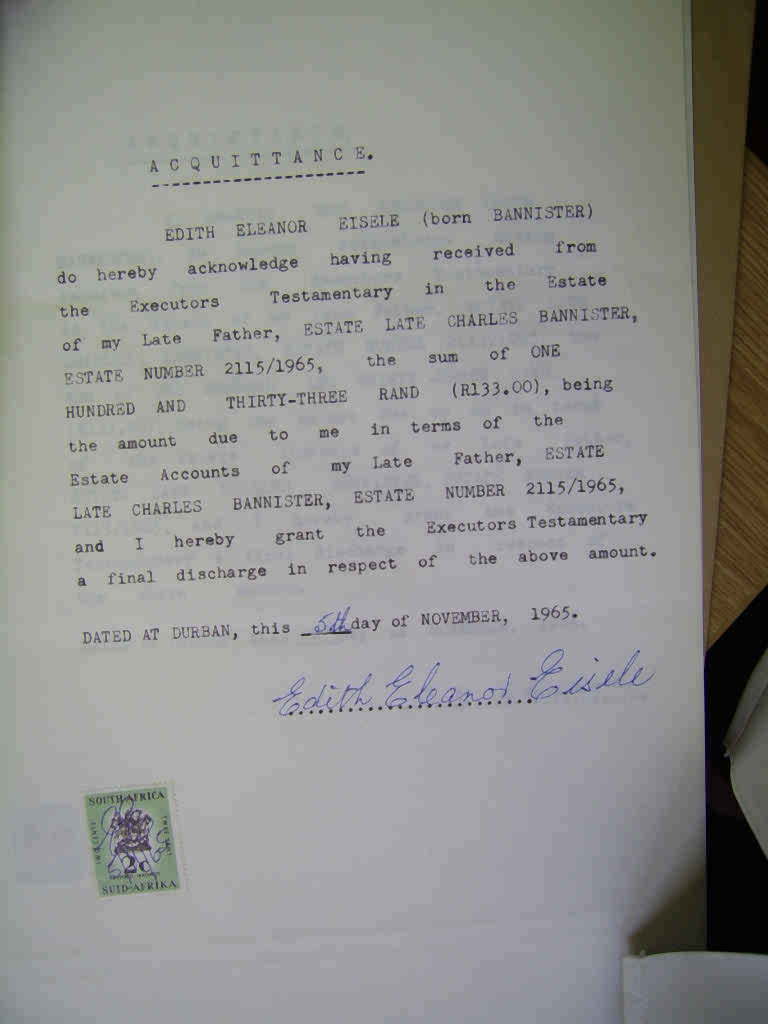 ACQUITTANCE.
EDITH ELEANOR EISELE (born BANNISTER)
do hereby acknowledge having received from
the Executors Testamentary in the Estate
of my Late Father, ESTATE LATE CHARLES BANNISTER,
ESTATE NUMBER 2115/1965, the sum of ONE
HUNDRED AND THIRTY-THREE RAND (R133.00), being
the amount due to me in terms of the
Estate Accounts of my Late Father, ESTATE
LATE CHARLES BANNISTER, ESTATE NUMBER 2115/1965,
and I hereby grant the Executors Testamentary
a final discharge in respect of the above amount.
DATED AT DURBAN, this 5th day of NOVEMBER, 1965.
Edith Eleanor Eisele
SOUTH AFRICA
2c
SUID-AFRIKA